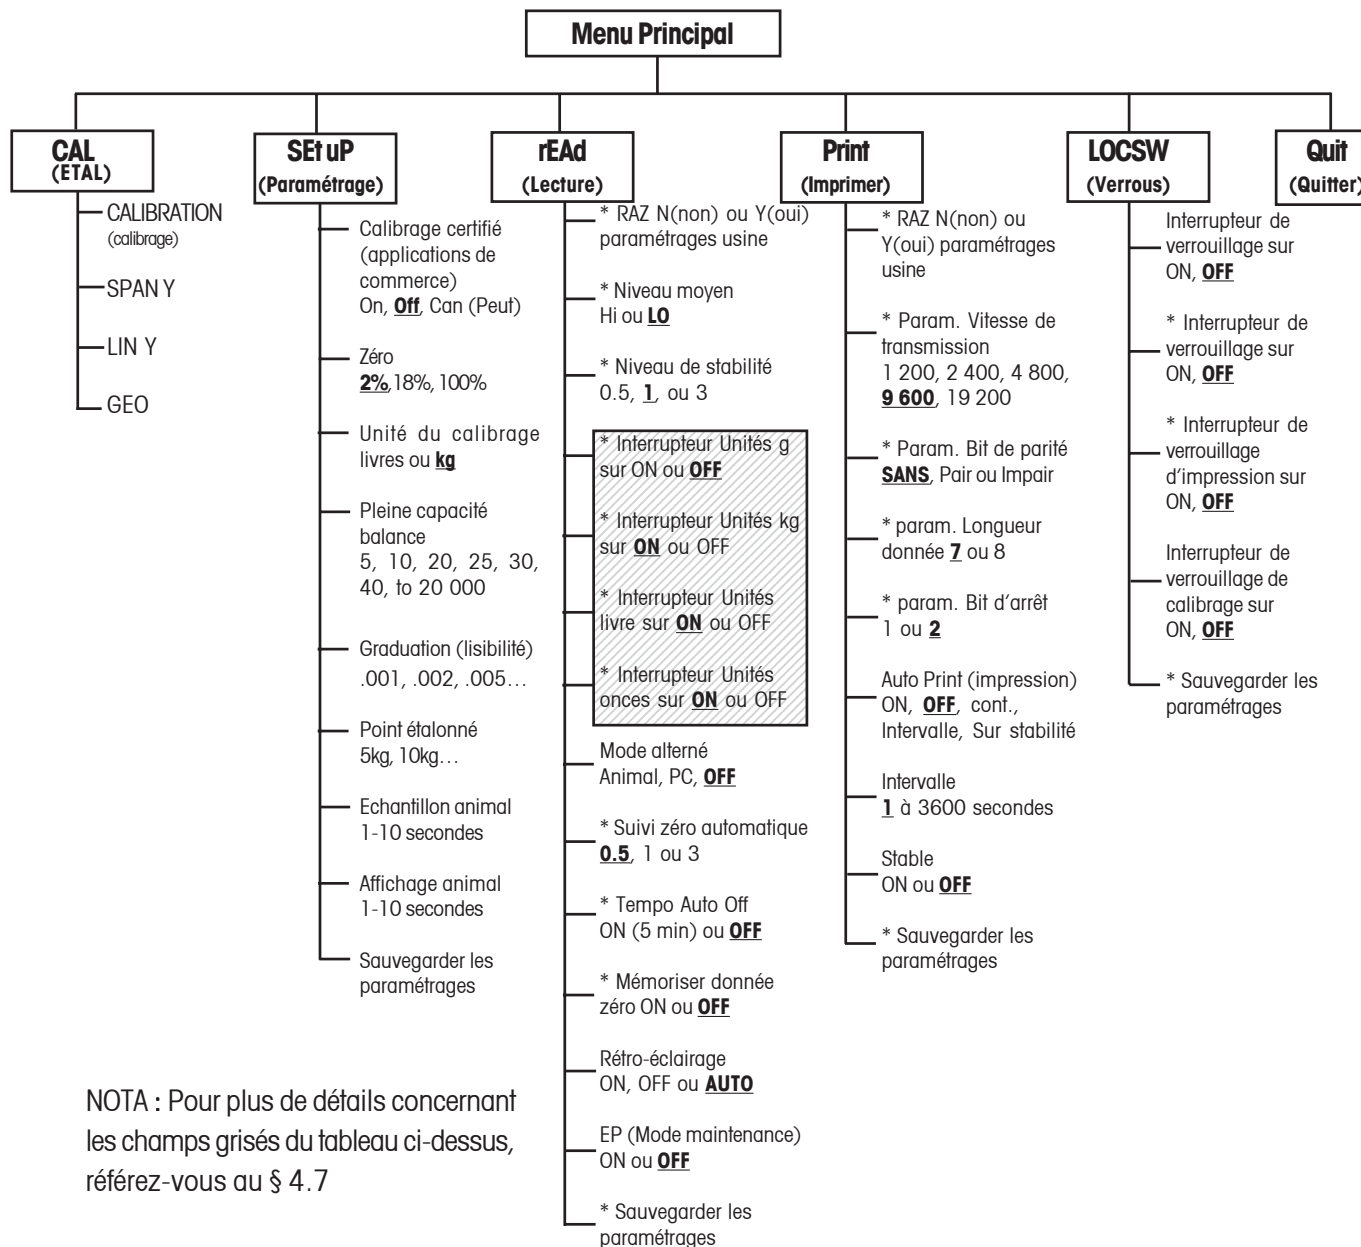 Menu Principal
CAL
(ETAL)
CALIBRATION
(calibrage)
SPAN Y
LIN Y
GEO
SEt uP
(Paramétrage)
Calibrage certifié
(applications de
commerce)
On, Off, Can (Peut)
Zéro
2%,18%, 100%
Unité du calibrage
livres ou kg
Pleine capacité
balance
5, 10, 20, 25, 30,
40, to 20 000
Graduation (lisibilité)
.001, .002, .005…
Point étalonné
5kg, 10kg…
Echantillon animal
1-10 secondes
Affichage animal
1-10 secondes
Sauvegarder les
paramétrages
rEAd
(Lecture)
* RAZ N(non) ou Y(oui)
paramétrages usine
* Niveau moyen
Hi ou LO
* Niveau de stabilité
0.5, 1, ou 3
* Interrupteur Unités g
sur ON ou OFF
* Interrupteur Unités kg
sur ON ou OFF
* Interrupteur Unités
livre sur ON ou OFF
* Interrupteur Unités
onces sur ON ou OFF
Mode alterné
Animal, PC, OFF
* Suivi zéro automatique
0.5, 1 ou 3
* Tempo Auto Off
ON (5 min) ou OFF
* Mémoriser donnée
zéro ON ou OFF
Rétro-éclairage
ON, OFF ou AUTO
EP (Mode maintenance)
ON ou OFF
* Sauvegarder les
paramétrages
Print
(Imprimer)
* RAZ N(non) ou
Y(oui) paramétrages
usine
* Param. Vitesse de
transmission
1 200, 2 400, 4 800,
9 600, 19 200
* Param. Bit de parité
SANS, Pair ou Impair
* param. Longueur
donnée 7 ou 8
* param. Bit d'arrêt
1 ou 2
Auto Print (impression)
ON, OFF, cont.,
Intervalle, Sur stabilité
Intervalle
1 à 3600 secondes
Stable
ON ou OFF
* Sauvegarder les
paramétrages
LOCSW
(Verrous)
Interrupteur de
verrouillage sur
ON, OFF
* Interrupteur de
verrouillage sur
ON, OFF
* Interrupteur de
verrouillage
d'impression sur
ON, OFF
Interrupteur de
verrouillage de
calibrage sur
ON, OFF
* Sauvegarder les
paramétrages
Quit
(Quitter)
NOTA : Pour plus de détails concernant
les champs grisés du tableau ci-dessus,
référez-vous au § 4.7